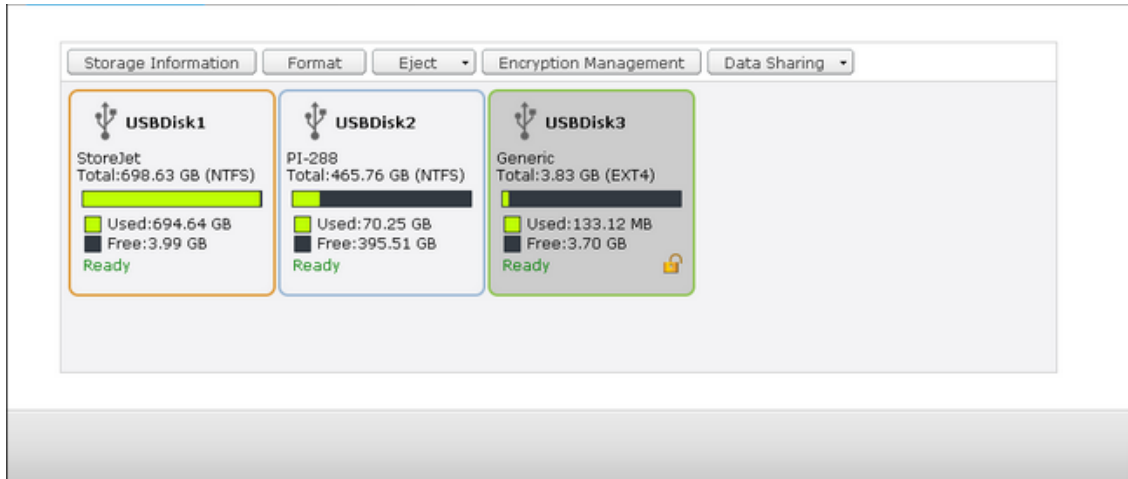 Storage Information Format Eject Encryption Management Data Sharing
USBDisk1
StoreJet
Total:698.63 GB (NTFS)
Used:694.64 GB
Free:3.99 GB
Ready
USBDisk2
PI-288
Total:465.76 GB (NTFS)
Used:70.25 GB
Free:395.51 GB
Ready
USBDisk3
Generic
Total:3.83 GB (EXT4)
Used:133.12 MB
Free:3.70 GB
Ready